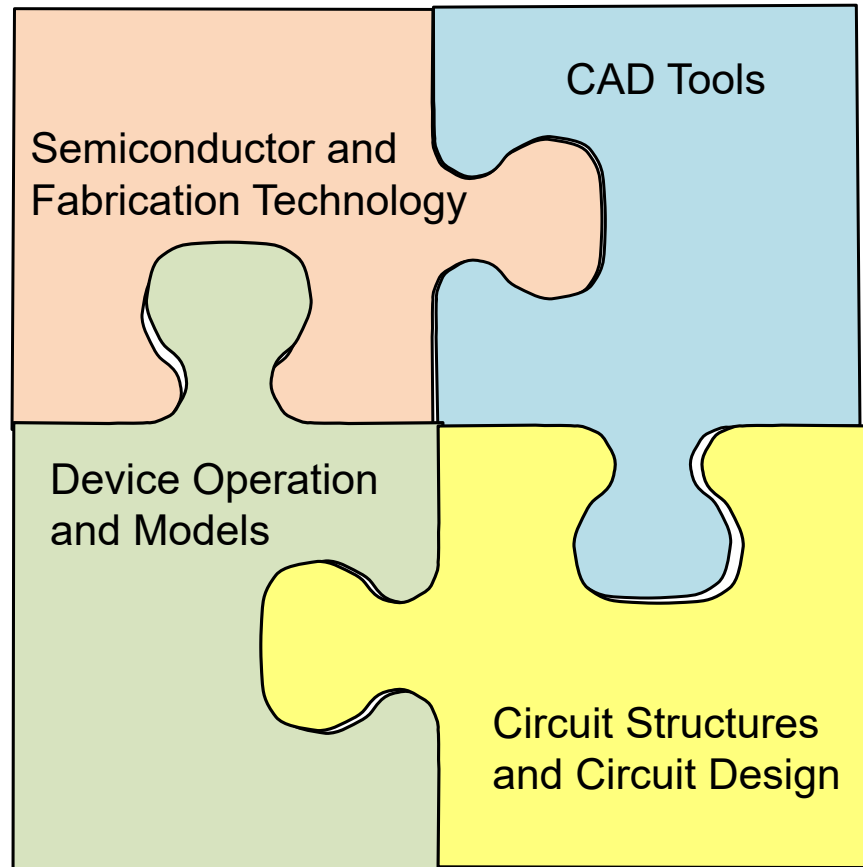 CAD Tools
Semiconductor and
Fabrication Technology
Device Operation
and Models
Circuit Structures
and Circuit Design